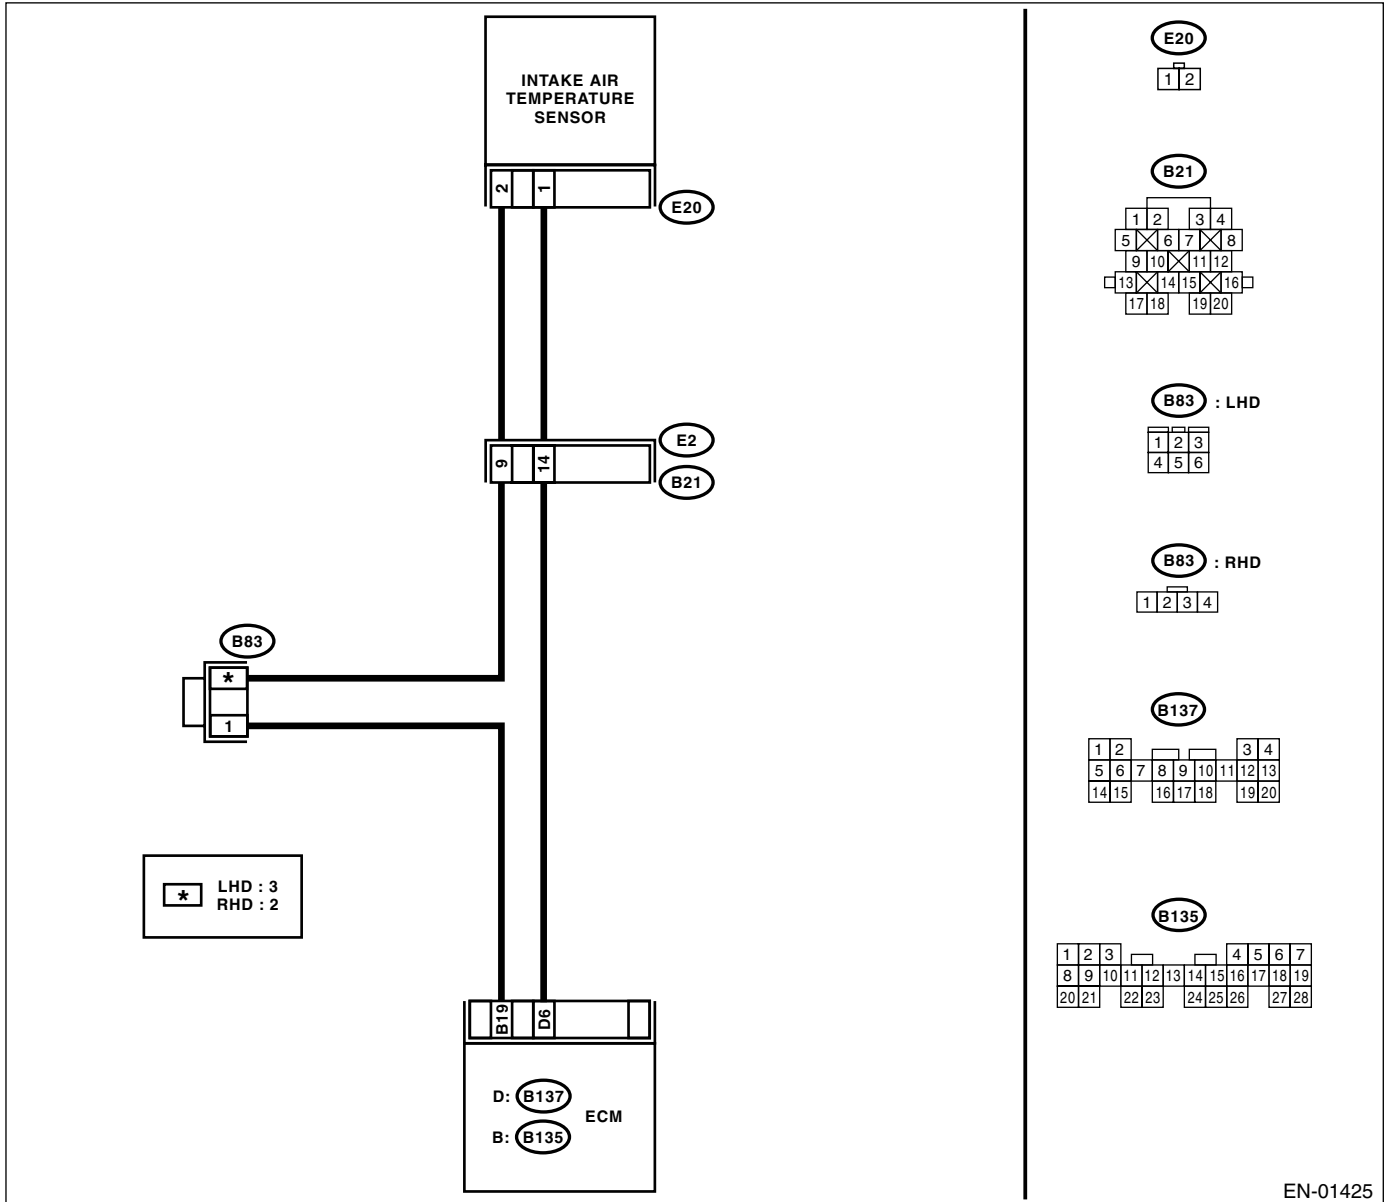 INTAKE AIR
TEMPERATURE
SENSOR
2 1
E20
9 14
E2
B21
B83
*
1
* LHD : 3
RHD : 2
B19 D6
D: B137
B: B135
ECM
E20
1 2
B21
1 2 3 4
5 6 7 8
9 10 11 12
13 14 15 16
17 18 19 20
B83 : LHD
1 2 3
4 5 6
B83 : RHD
1 2 3 4
B137
1 2 3 4
5 6 7 8 9 10 11 12 13
14 15 16 17 18 19 20
B135
1 2 3 4 5 6 7
8 9 10 11 12 13 14 15 16 17 18 19
20 21 22 23 24 25 26 27 28
EN-01425